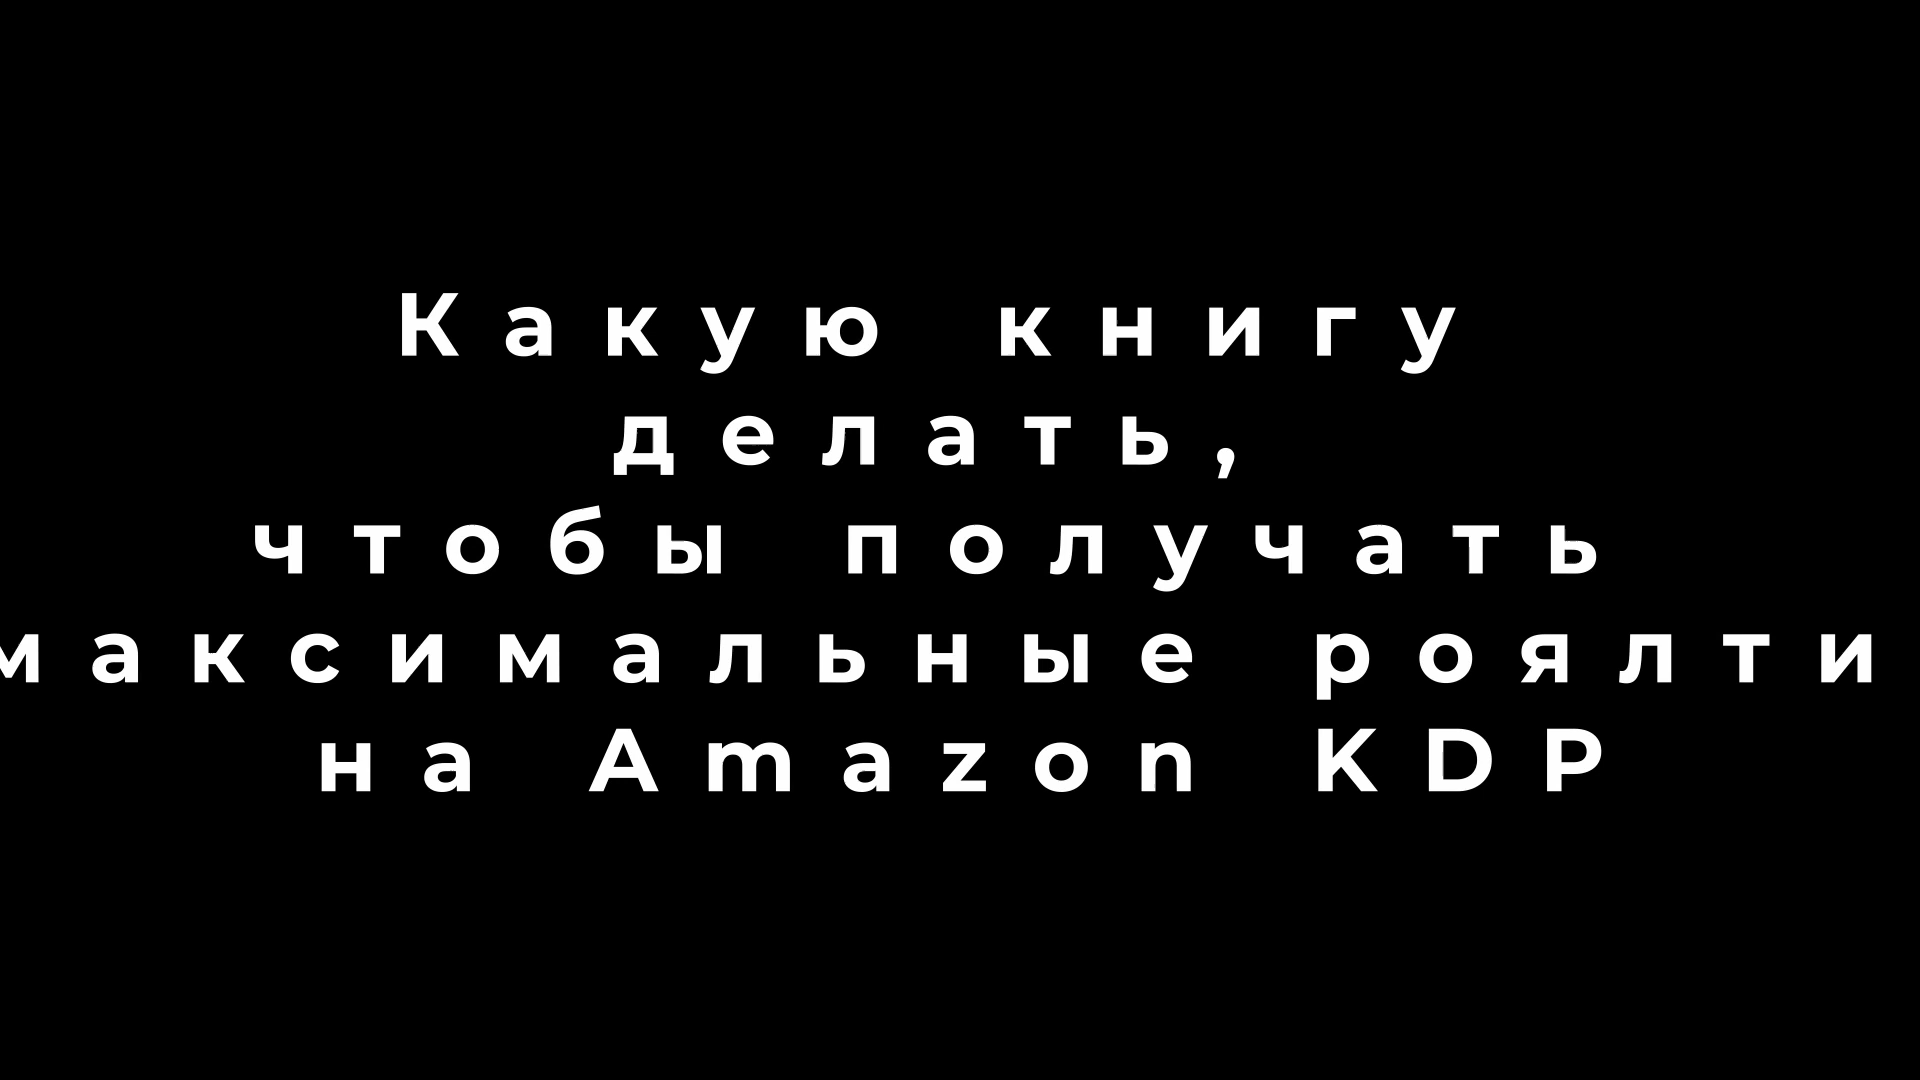 Какую книгу
делать,
чтобы получать
максимальные роялти
на Amazon KDP